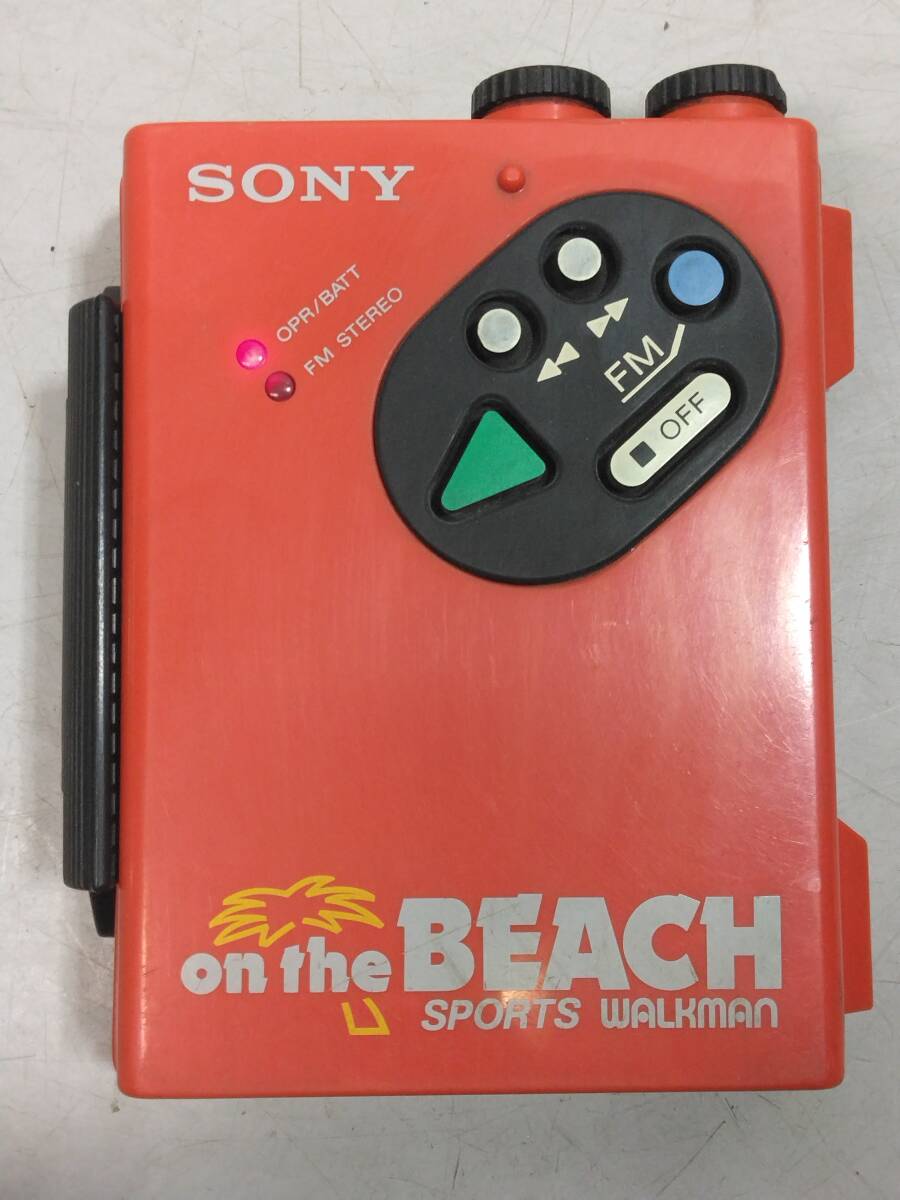 SONY
OPR/BATT
FM STEREO
FM
OFF
on the BEACH
SPORTS WALKMAN